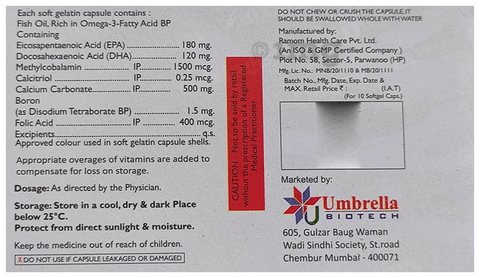 Each soft gelatin capsule contains :
Fish Oil, Rich in Omega-3-Fatty Acid BP
Containing
Eicosapentaenoic Acid (EPA) 180 mg.
Docosahexaenoic Acid (DHA) 120 mg.
Methylcobalamin IP 1500 mcg.
Calcitriol IP. 0.25 mcg.
Calcium Carbonate IP. 500 mg.
Boron
(as Disodium Tetraborate BP) 1.5 mg.
Folic Acid IP. 400 mcg.
Excipients q.s.
Approved colour used in soft gelatin capsule shells.
Appropriate overages of vitamins are added to
compensate for loss on storage.
Dosage: As directed by the Physician.
Storage: Store in a cool, dry & dark Place
below 25°C.
Protect from direct sunlight & moisture.
Keep the medicine out of reach of children.
X DO NOT USE IF CAPSULE LEAKAGED OR DAMAGED
CAUTION : Not to be sold by retail
without the prescription of a Registered
Medical Practitioner.
DO NOT CHEW OR CRUSH THE CAPSULE, IT
SHOULD BE SWALLOWED WHOLE WITH WATER
Manufactured by:
Ramom Health Care Pvt. Ltd.
(An ISO & GMP Certified Company )
Plot No. 58, Sector-5, Parwanoo (HP)
Mfg. Lic. No.: MNB/20/1110 & MB/20/1111
Batch No., Mfg. Date, Exp. Date &
MAX. Retail Price ₹ : (I.A.T)
(For 10 Softgel Caps.)
Marketed by:
Umbrella
BIOTECH
605, Gulzar Baug Waman
Wadi Sindhi Society, St.road
Chembur Mumbai - 400071